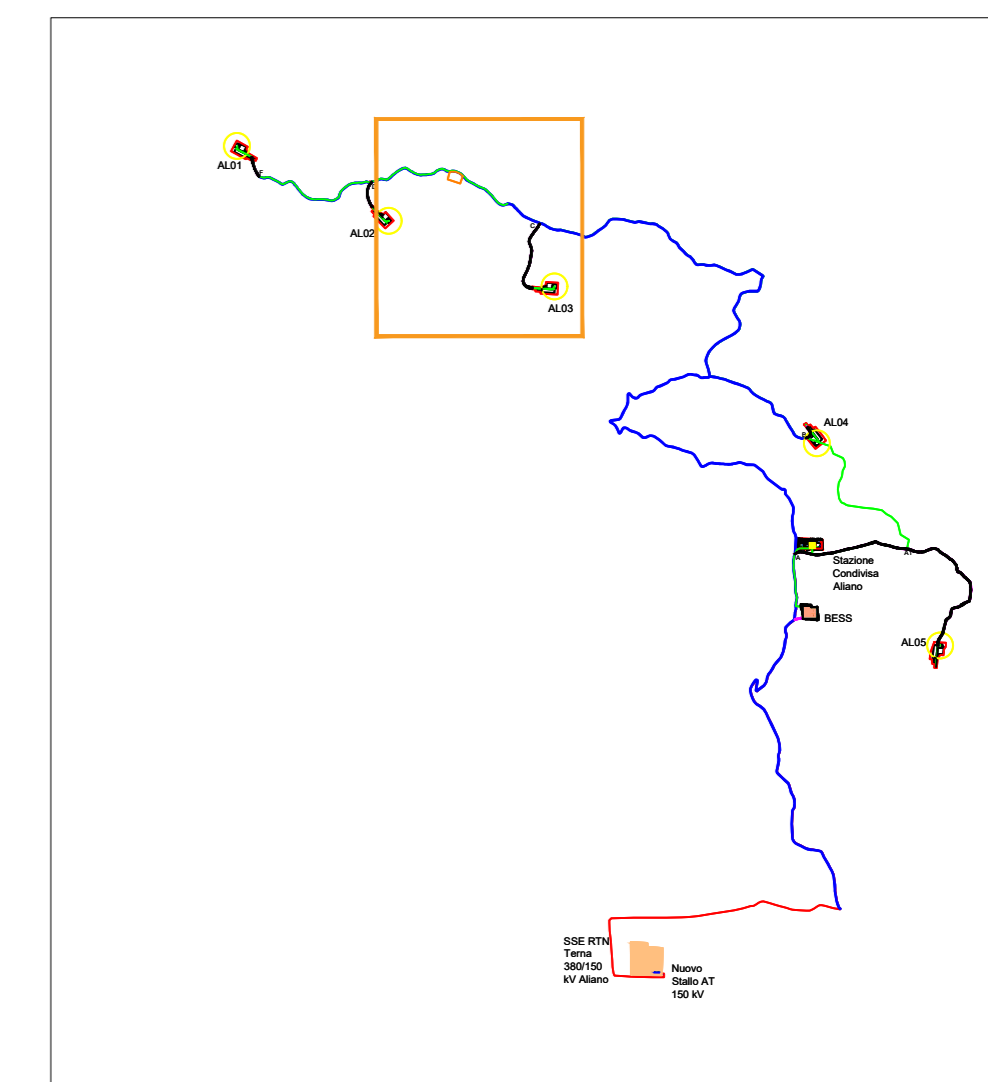 AL01
F
AL02
C
AL03
AL04
B
A
A1
Stazione
Condivisa
Aliano
BESS
AL05
SSE RTN
Terna
380/150
kV Aliano
Nuovo
Stallo AT
150 kV